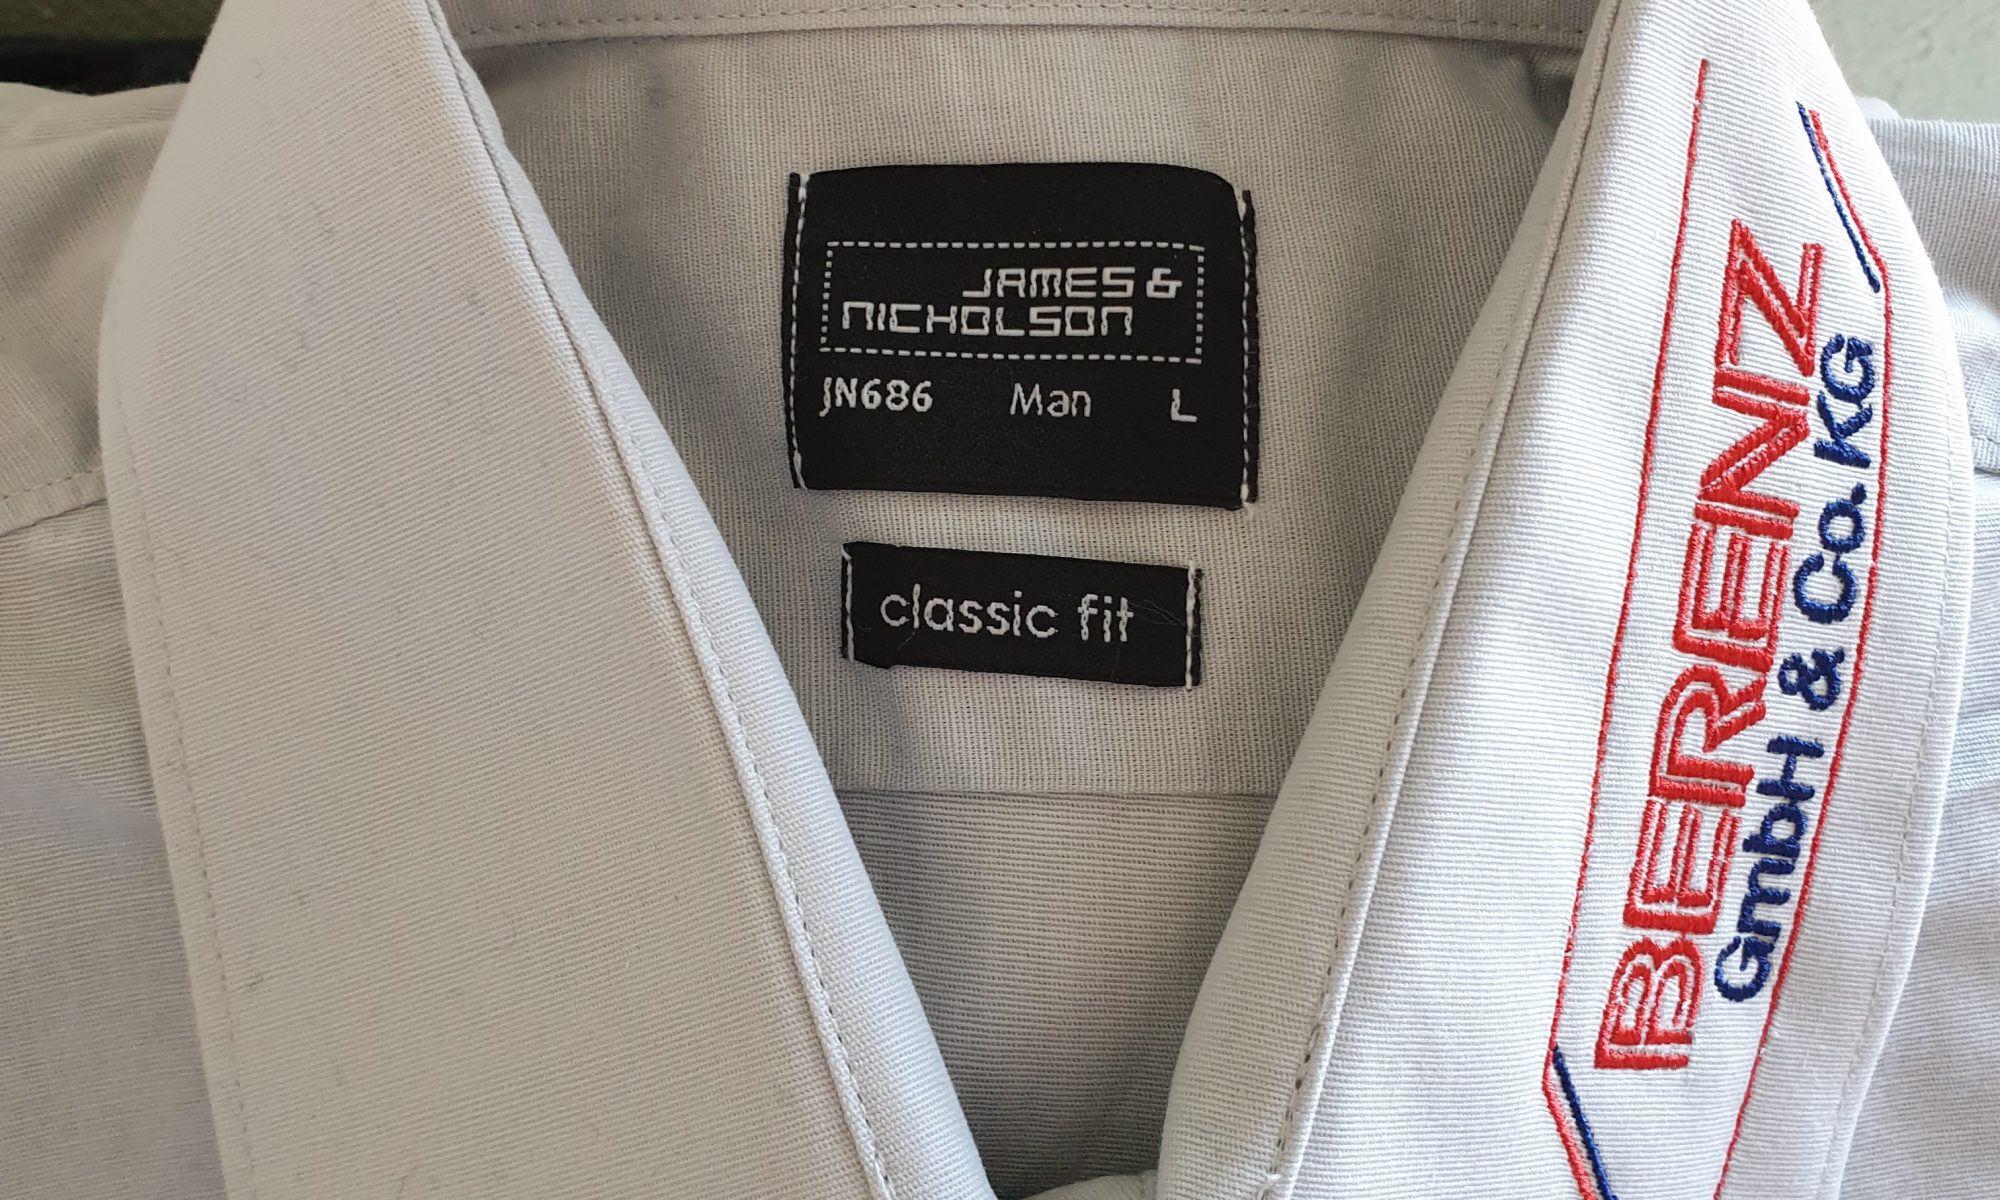 JAMES &
NICHOLSON
JN686 Man L
classic fit
BERENZ
GmbH & Co. KG